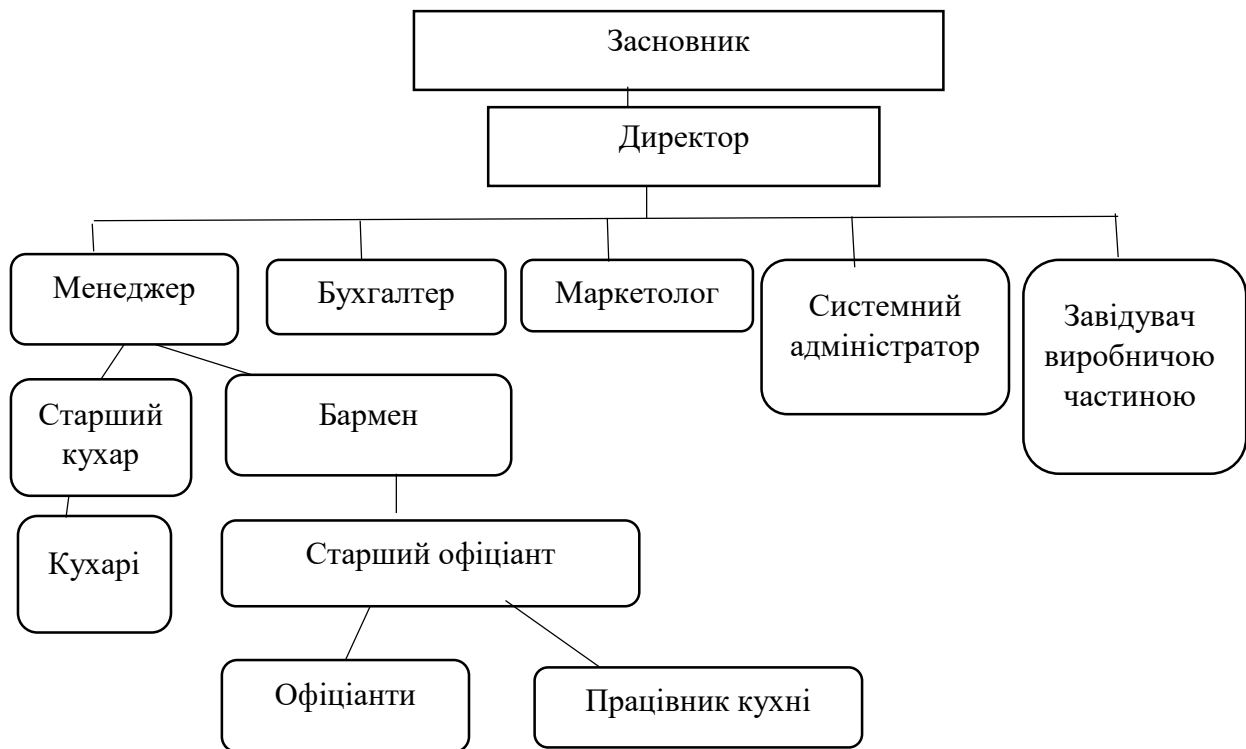 Засновник
Директор
Менеджер
Бухгалтер
Маркетолог
Системний
адміністратор
Завідувач
виробничою
частиною
Старший
кухар
Бармен
Кухарі
Старший офіціант
Офіціанти
Працівник кухні